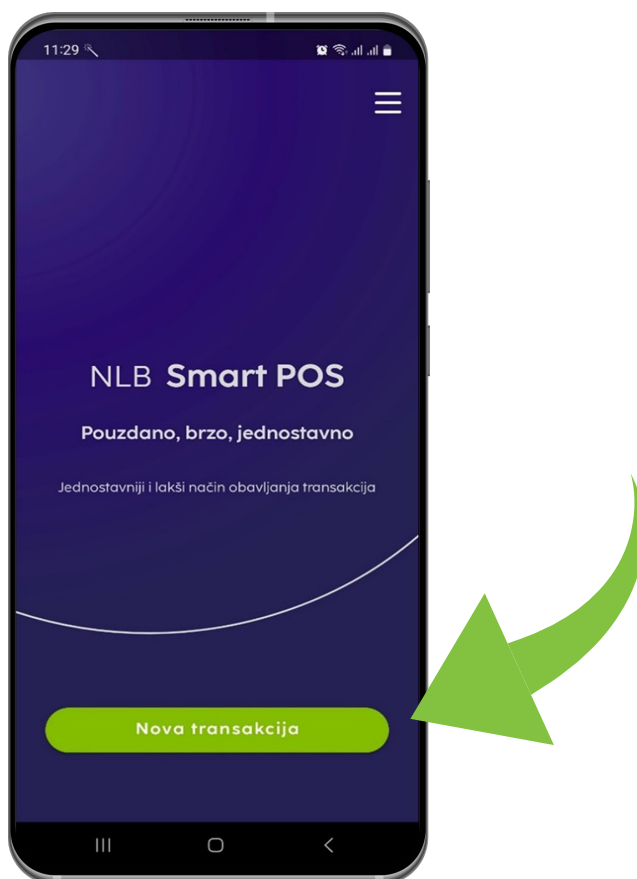 11:29
NLB Smart POS
Pouzdano, brzo, jednostavno
Jednostavniji i lakši način obavljanja transakcija
Nova transakcija